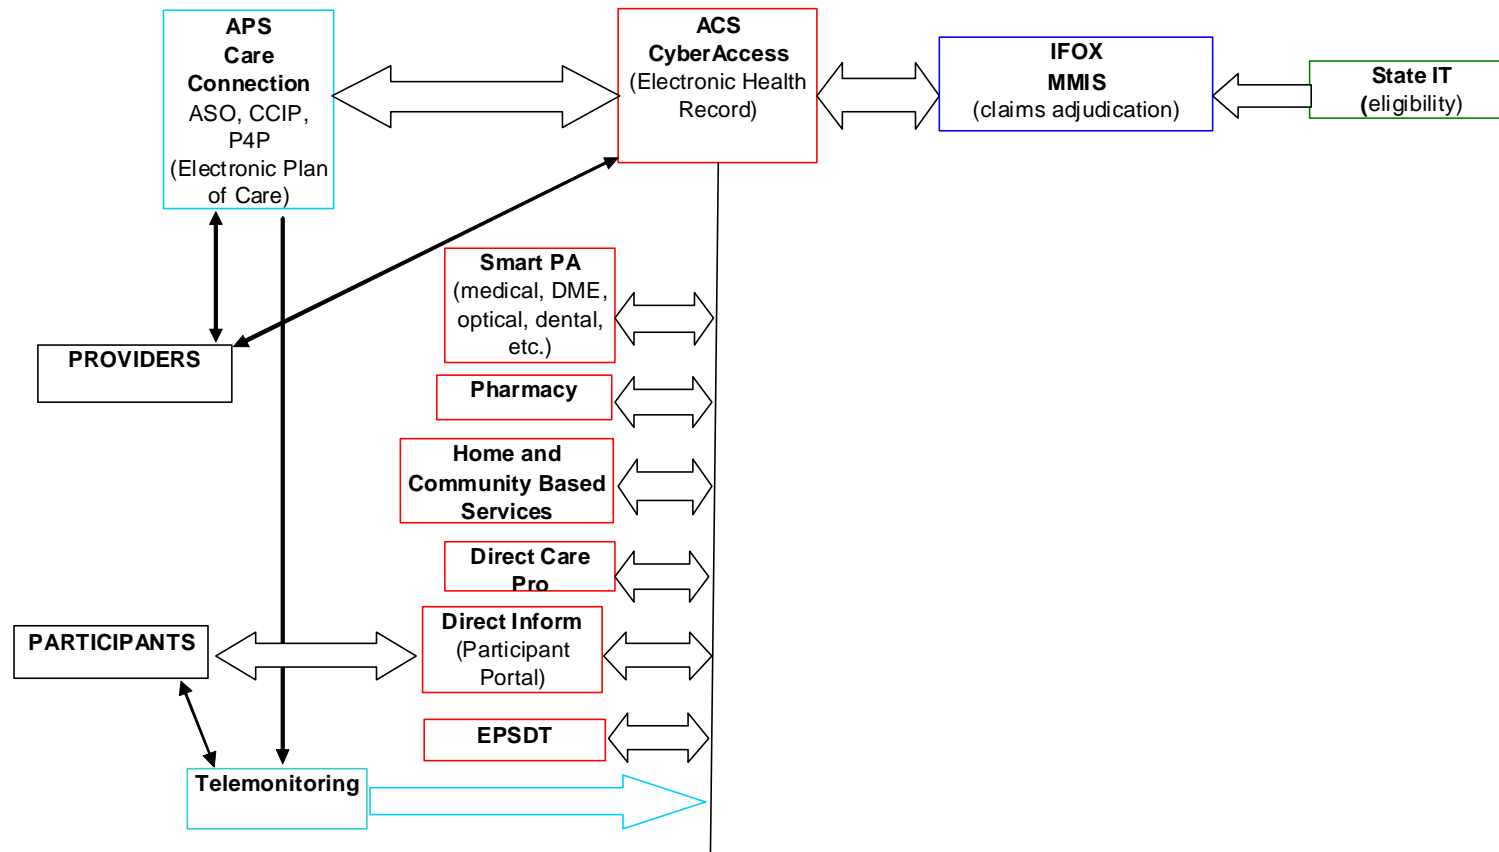 APS
Care
Connection
ASO, CCIP,
P4P
(Electronic Plan
of Care)
ACS
CyberAccess
(Electronic Health
Record)
IFOX
MMIS
(claims adjudication)
State IT
(eligibility)
Smart PA
(medical, DME,
optical, dental,
etc.)
PROVIDERS
Pharmacy
Home and
Community Based
Services
Direct Care
Pro
Direct Inform
(Participant
Portal)
PARTICIPANTS
EPSDT
Telemonitoring